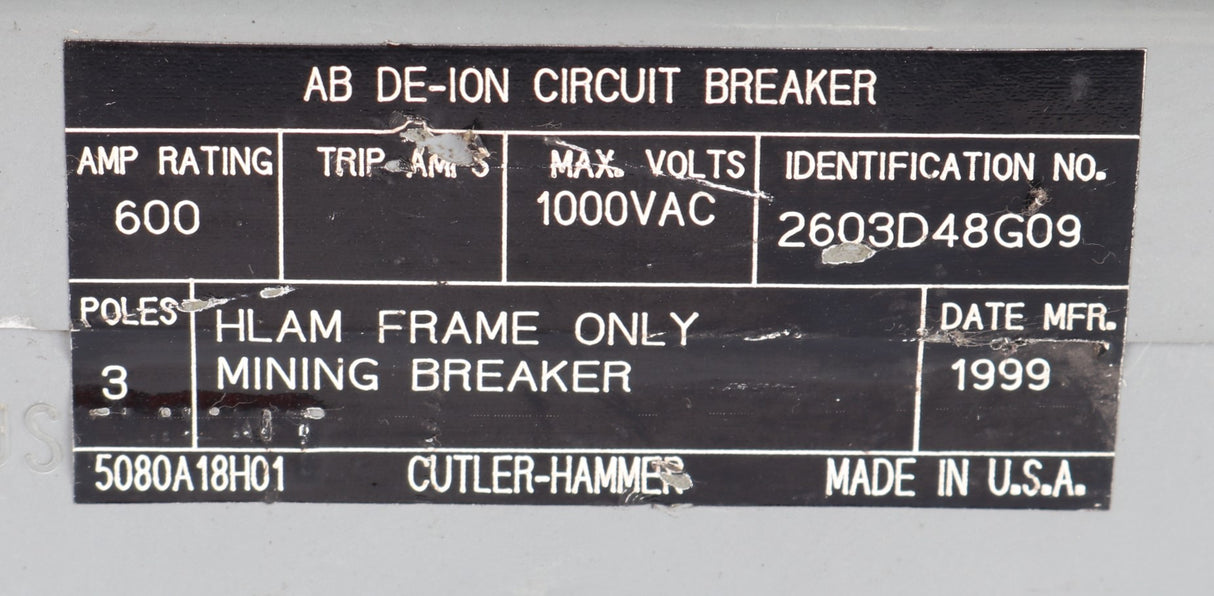 AB DE-ION CIRCUIT BREAKER
AMP RATING TRIP AMPS MAX. VOLTS IDENTIFICATION NO.
600 1000VAC 2603D48G09
POLES HLAM FRAME ONLY DATE MFR.
3 MINING BREAKER 1999
5080A18H01 CUTLER-HAMMER MADE IN U.S.A.
US